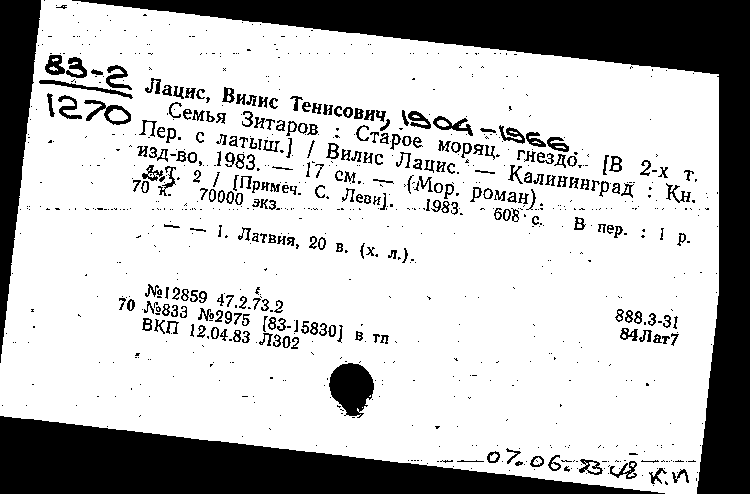 83-2
1270
Лацис, Вилис Тенисович, 1904-1966.
Семья Зитаров : Старое моряц. гнездо. [В 2-х т.
Пер. с латыш.] / Вилис Лацис. — Калининград : Кн.
изд-во, 1983. — 17 см. — (Мор. роман).
Т. 2 / [Примеч. С. Леви]. 1983. 608 с. В пер. : 1 р.
70 к. 70000 экз.
— — 1. Латвия, 20 в. (х. л.).
№12859 47.2.73.2
70 №833 №2975 [83-15830] в тп
ВКП 12.04.83 Л302
888.3-31
84Лат7
07.06.83 К.П